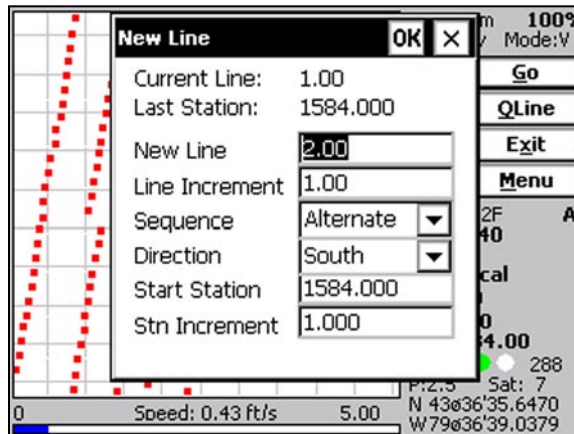 New Line OK ×
Current Line: 1.00
Last Station: 1584.000
New Line 2.00
Line Increment 1.00
Sequence Alternate
Direction South
Start Station 1584.000
Stn Increment 1.000
100%
Mode:V
Go
QLine
Exit
Menu
2F A
40
cal
0
4.00
288
P:2.5 Sat: 7
N 43ø36'35.6470
W79ø36'39.0379
0 Speed: 0.43 ft/s 5.00